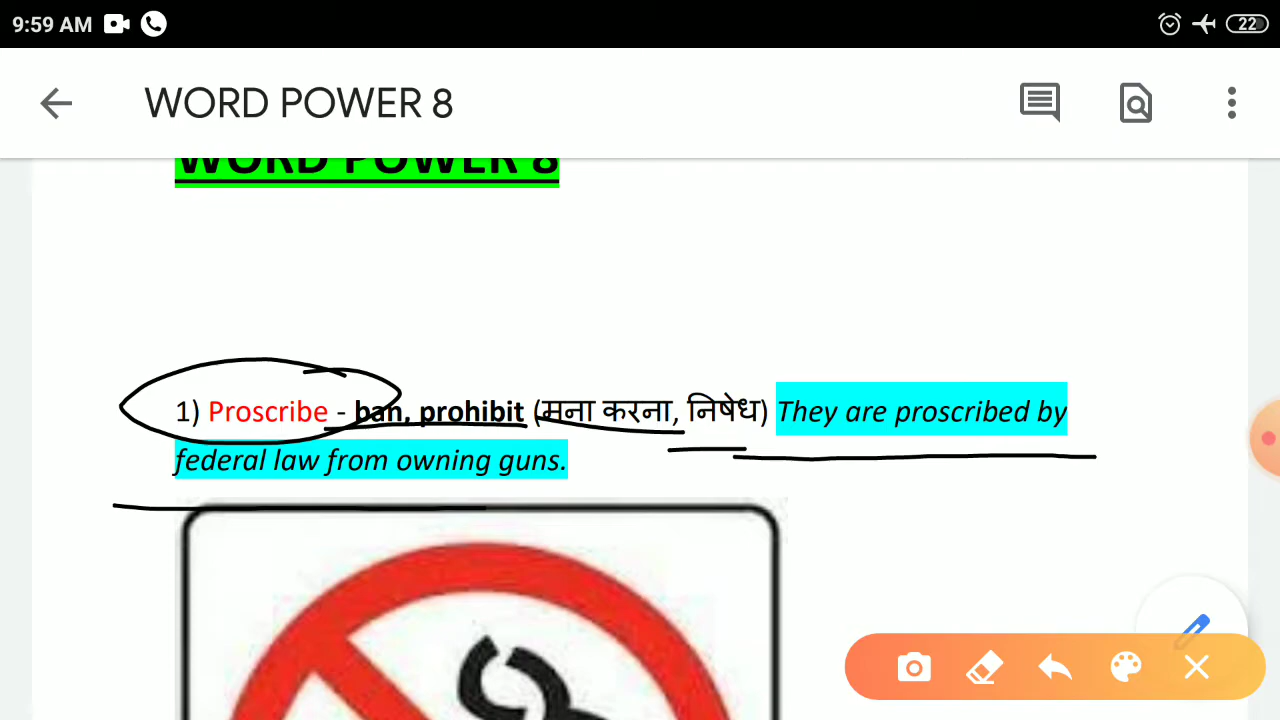 9:59 AM
22
WORD POWER 8
WORD POWER 8
1) Proscribe - ban, prohibit (मना करना, निषेध) They are proscribed by
federal law from owning guns.